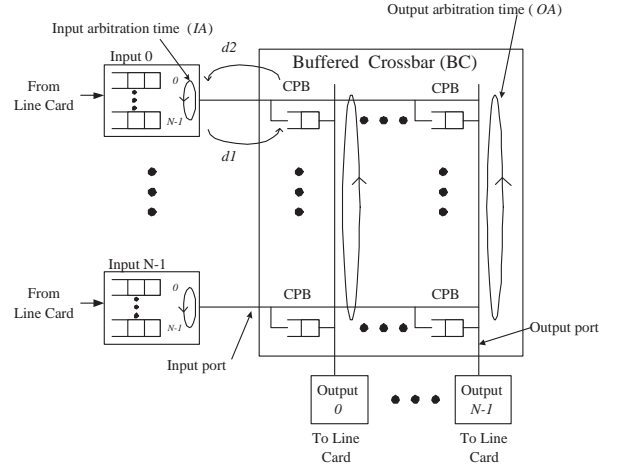 Output arbitration time ( OA )
Input arbitration time ( IA )
Input 0
d2
Buffered Crossbar (BC)
From
Line Card
0
N-1
CPB
CPB
d1
Input N-1
From
Line Card
0
N-1
CPB
CPB
Input port
Output port
Output
0
Output
N-1
To Line
Card
To Line
Card